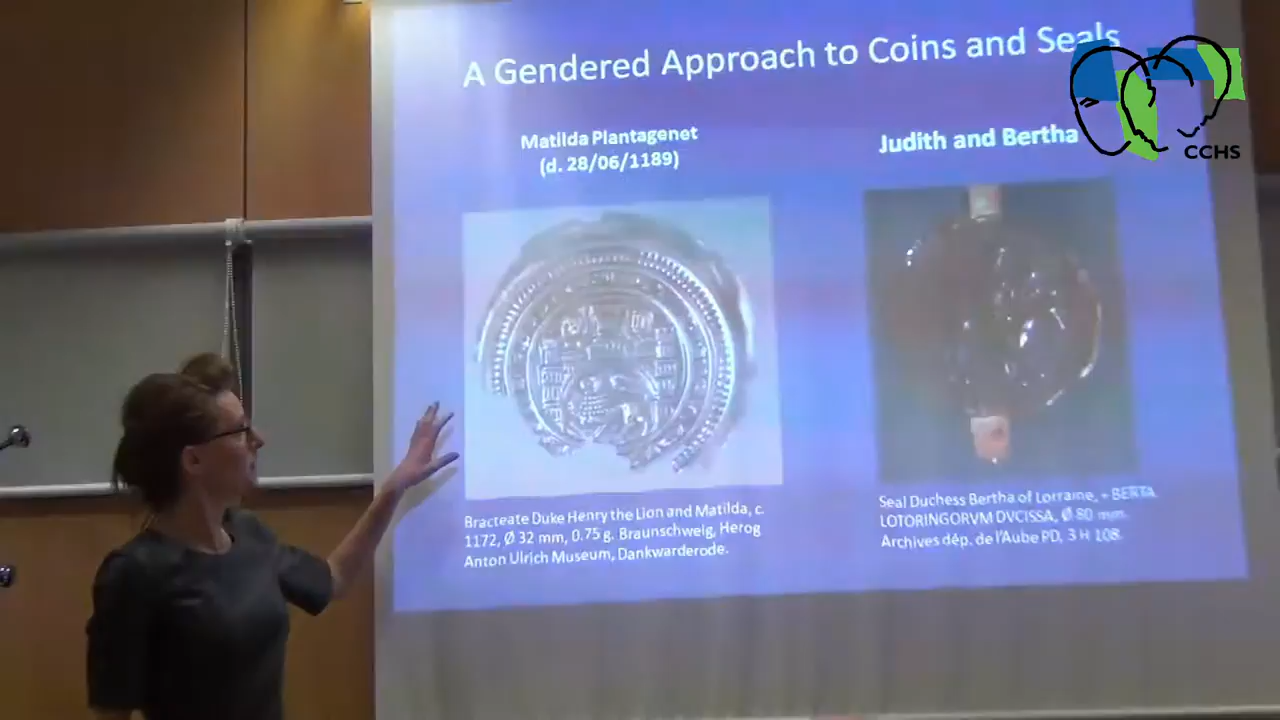 A Gendered Approach to Coins and Seals
Matilda Plantagenet
(d. 28/06/1189)
Judith and Bertha
CCHS
Bracteate Duke Henry the Lion and Matilda, c.
1172, Ø 32 mm, 0.75 g. Braunschweig, Herog
Anton Ulrich Museum, Dankwarderode.
Seal Duchess Bertha of Lorraine, + BERTA
LOTORINGORVM DVCISSA, Ø 80 mm.
Archives dép. de l'Aube PD, 3 H 108.